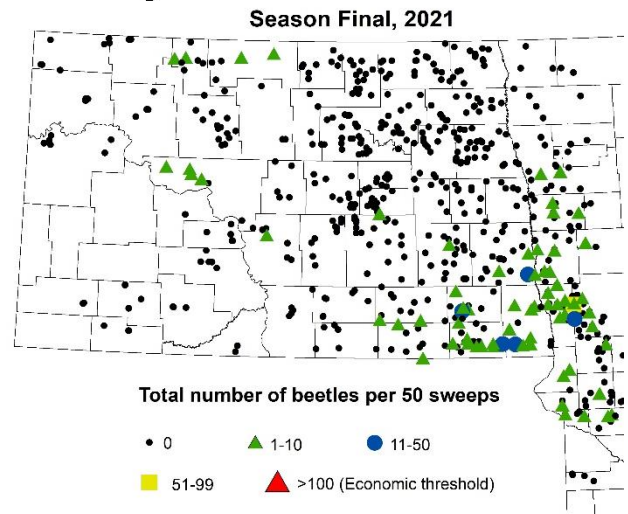 Season Final, 2021
Total number of beetles per 50 sweeps
0
1-10
11-50
51-99
>100 (Economic threshold)